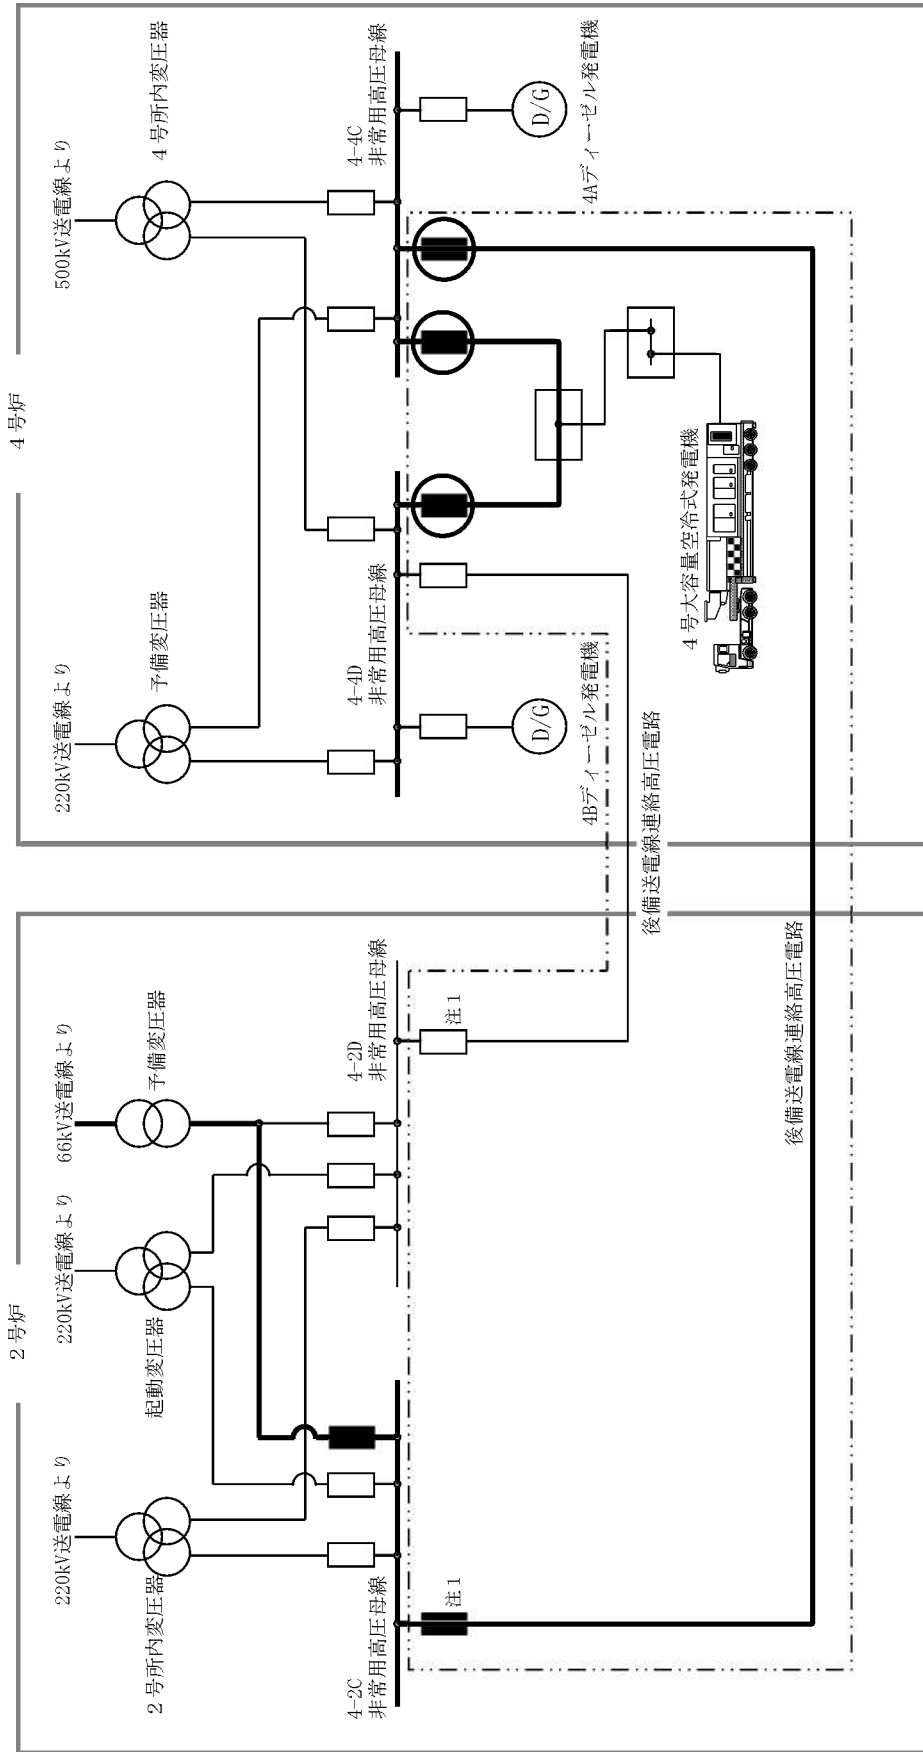 2号炉
4号炉
220kV送電線より
220kV送電線より
66kV送電線より
220kV送電線より
500kV送電線より
2号所内変圧器
起動変圧器
予備変圧器
予備変圧器
4号所内変圧器
4-2C
非常用高圧母線
4-2D
非常用高圧母線
4-4D
非常用高圧母線
4-4C
非常用高圧母線
注1
注1
D/G
D/G
4Bディーゼル発電機
4Aディーゼル発電機
後備送電線連絡高圧電路
4号大容量空冷式発電機
後備送電線連絡高圧電路